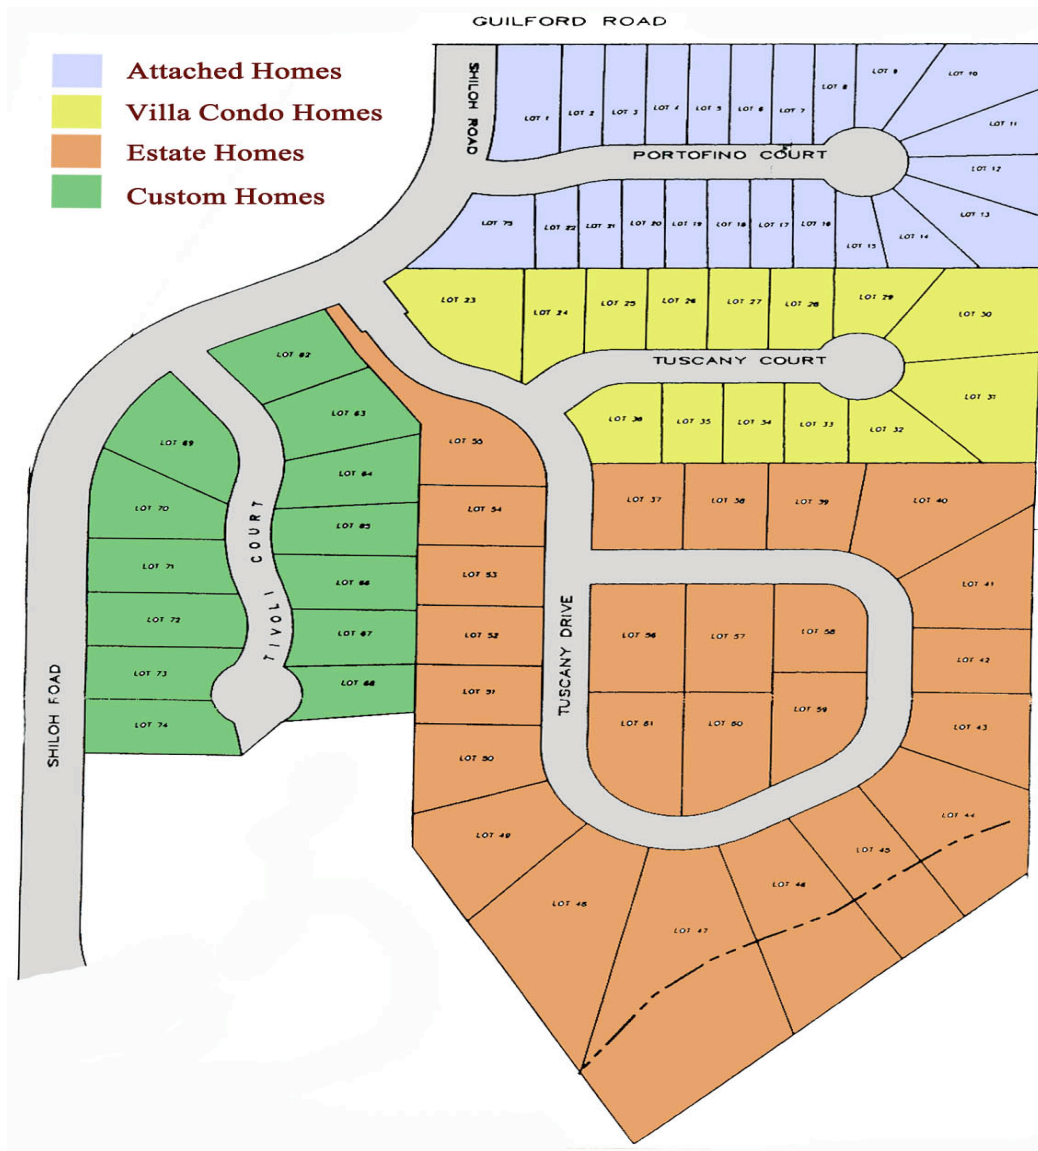 GUILFORD ROAD
Attached Homes
Villa Condo Homes
Estate Homes
Custom Homes
SHILOH ROAD
LOT 1
LOT 2
LOT 3
LOT 4
LOT 5
LOT 6
LOT 7
LOT 8
LOT 9
LOT 10
LOT 11
LOT 12
LOT 13
LOT 14
LOT 15
LOT 16
LOT 17
LOT 18
LOT 19
LOT 20
LOT 21
LOT 22
LOT 75
PORTOFINO COURT
LOT 23
LOT 24
LOT 25
LOT 26
LOT 27
LOT 28
LOT 29
LOT 30
LOT 31
LOT 32
LOT 33
LOT 34
LOT 35
LOT 36
TUSCANY COURT
LOT 62
LOT 63
LOT 64
LOT 65
LOT 66
LOT 67
LOT 68
LOT 69
LOT 70
LOT 71
LOT 72
LOT 73
LOT 74
TIVOLI COURT
SHILOH ROAD
LOT 55
LOT 54
LOT 53
LOT 52
LOT 51
LOT 50
LOT 49
LOT 48
LOT 47
LOT 46
LOT 45
LOT 44
LOT 43
LOT 42
LOT 41
LOT 40
LOT 39
LOT 38
LOT 37
TUSCANY DRIVE
LOT 56
LOT 57
LOT 58
LOT 59
LOT 60
LOT 61